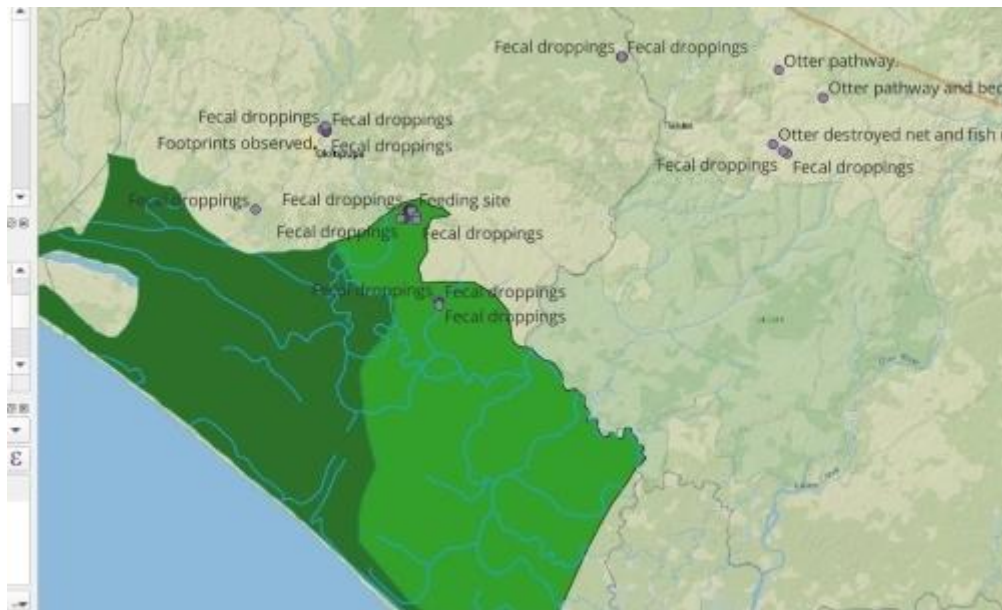 Fecal droppings Fecal droppings
Otter pathway.
Otter pathway and bed
Fecal droppings Fecal droppings
Footprints observed. Fecal droppings
Okitipupa
Otter destroyed net and fish
Fecal droppings Fecal droppings
Fecal droppings
Fecal droppings Feeding site
Fecal droppings Fecal droppings
Fecal droppings Fecal droppings
Fecal droppings